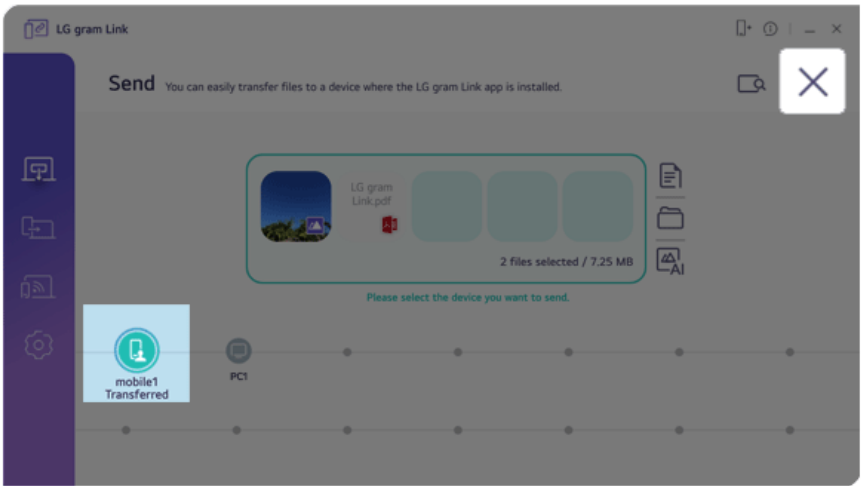 LG gram Link
Send You can easily transfer files to a device where the LG gram Link app is installed.
LG gram
Link.pdf
2 files selected / 7.25 MB
AI
Please select the device you want to send.
mobile1
Transferred
PC1